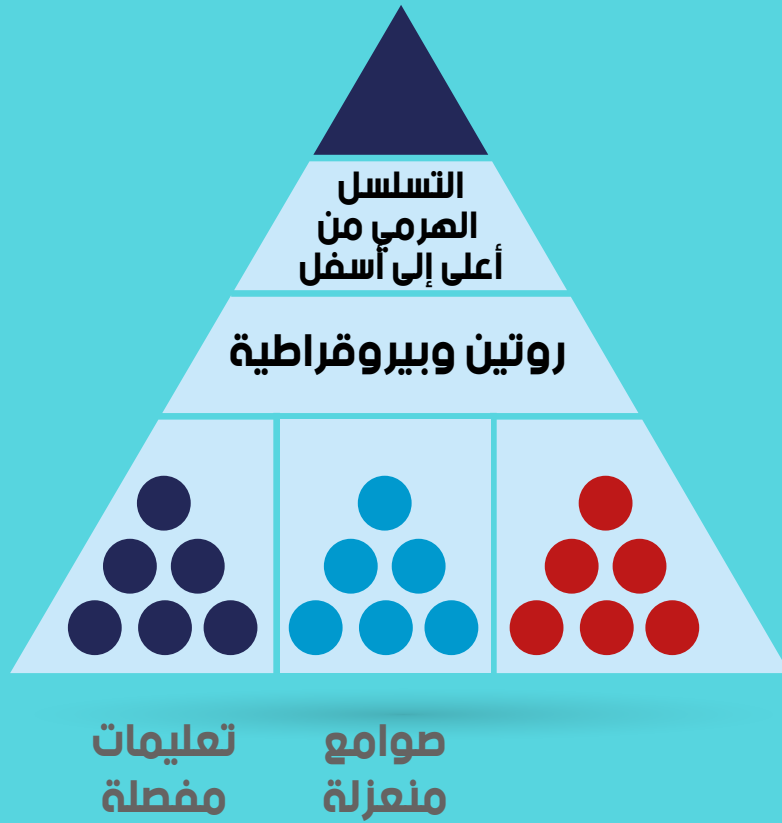 التسلسل
الهرمي من
أعلى إلى أسفل
روتين وبيروقراطية
صوامع
منعزلة
تعليمات
مفصلة